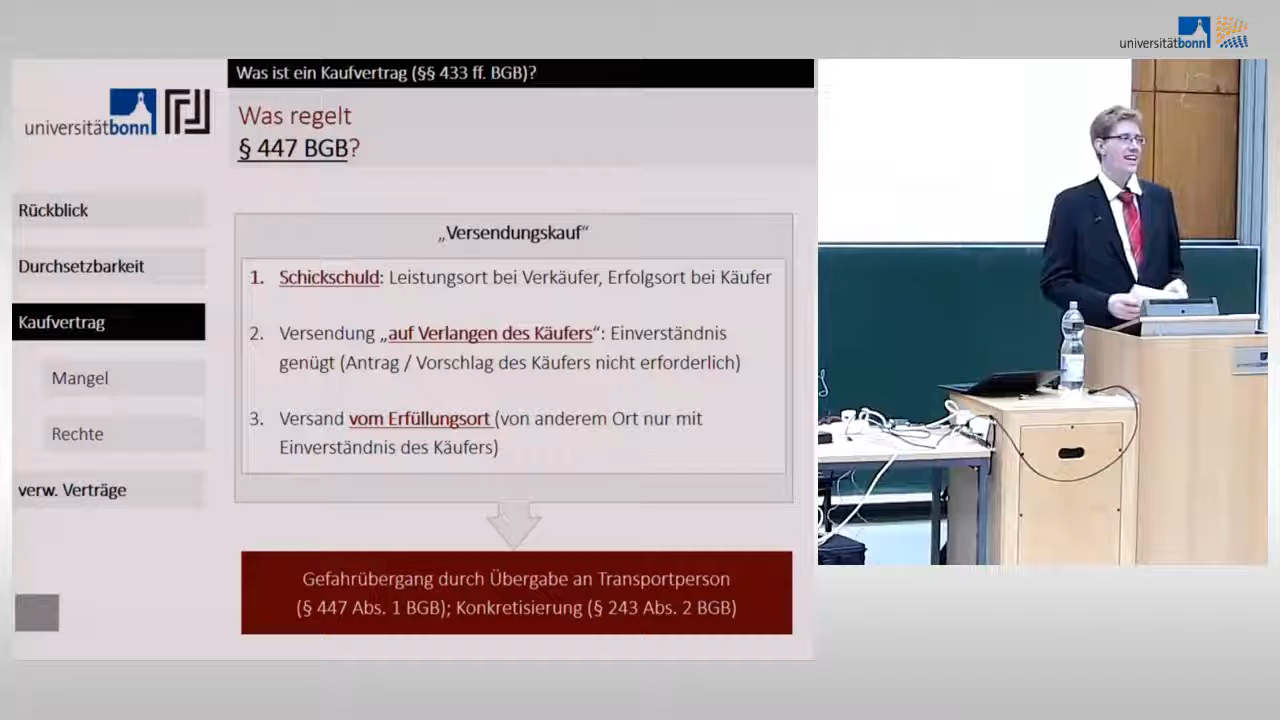 universitätbonn
Was ist ein Kaufvertrag (§§ 433 ff. BGB)?
universitätbonn
Was regelt
§ 447 BGB?
Rückblick
Durchsetzbarkeit
Kaufvertrag
Mangel
Rechte
verw. Verträge
„Versendungskauf“
1. Schickschuld: Leistungsort bei Verkäufer, Erfolgsort bei Käufer
2. Versendung „auf Verlangen des Käufers“: Einverständnis
genügt (Antrag / Vorschlag des Käufers nicht erforderlich)
3. Versand vom Erfüllungsort (von anderem Ort nur mit
Einverständnis des Käufers)
Gefahrübergang durch Übergabe an Transportperson
(§ 447 Abs. 1 BGB); Konkretisierung (§ 243 Abs. 2 BGB)